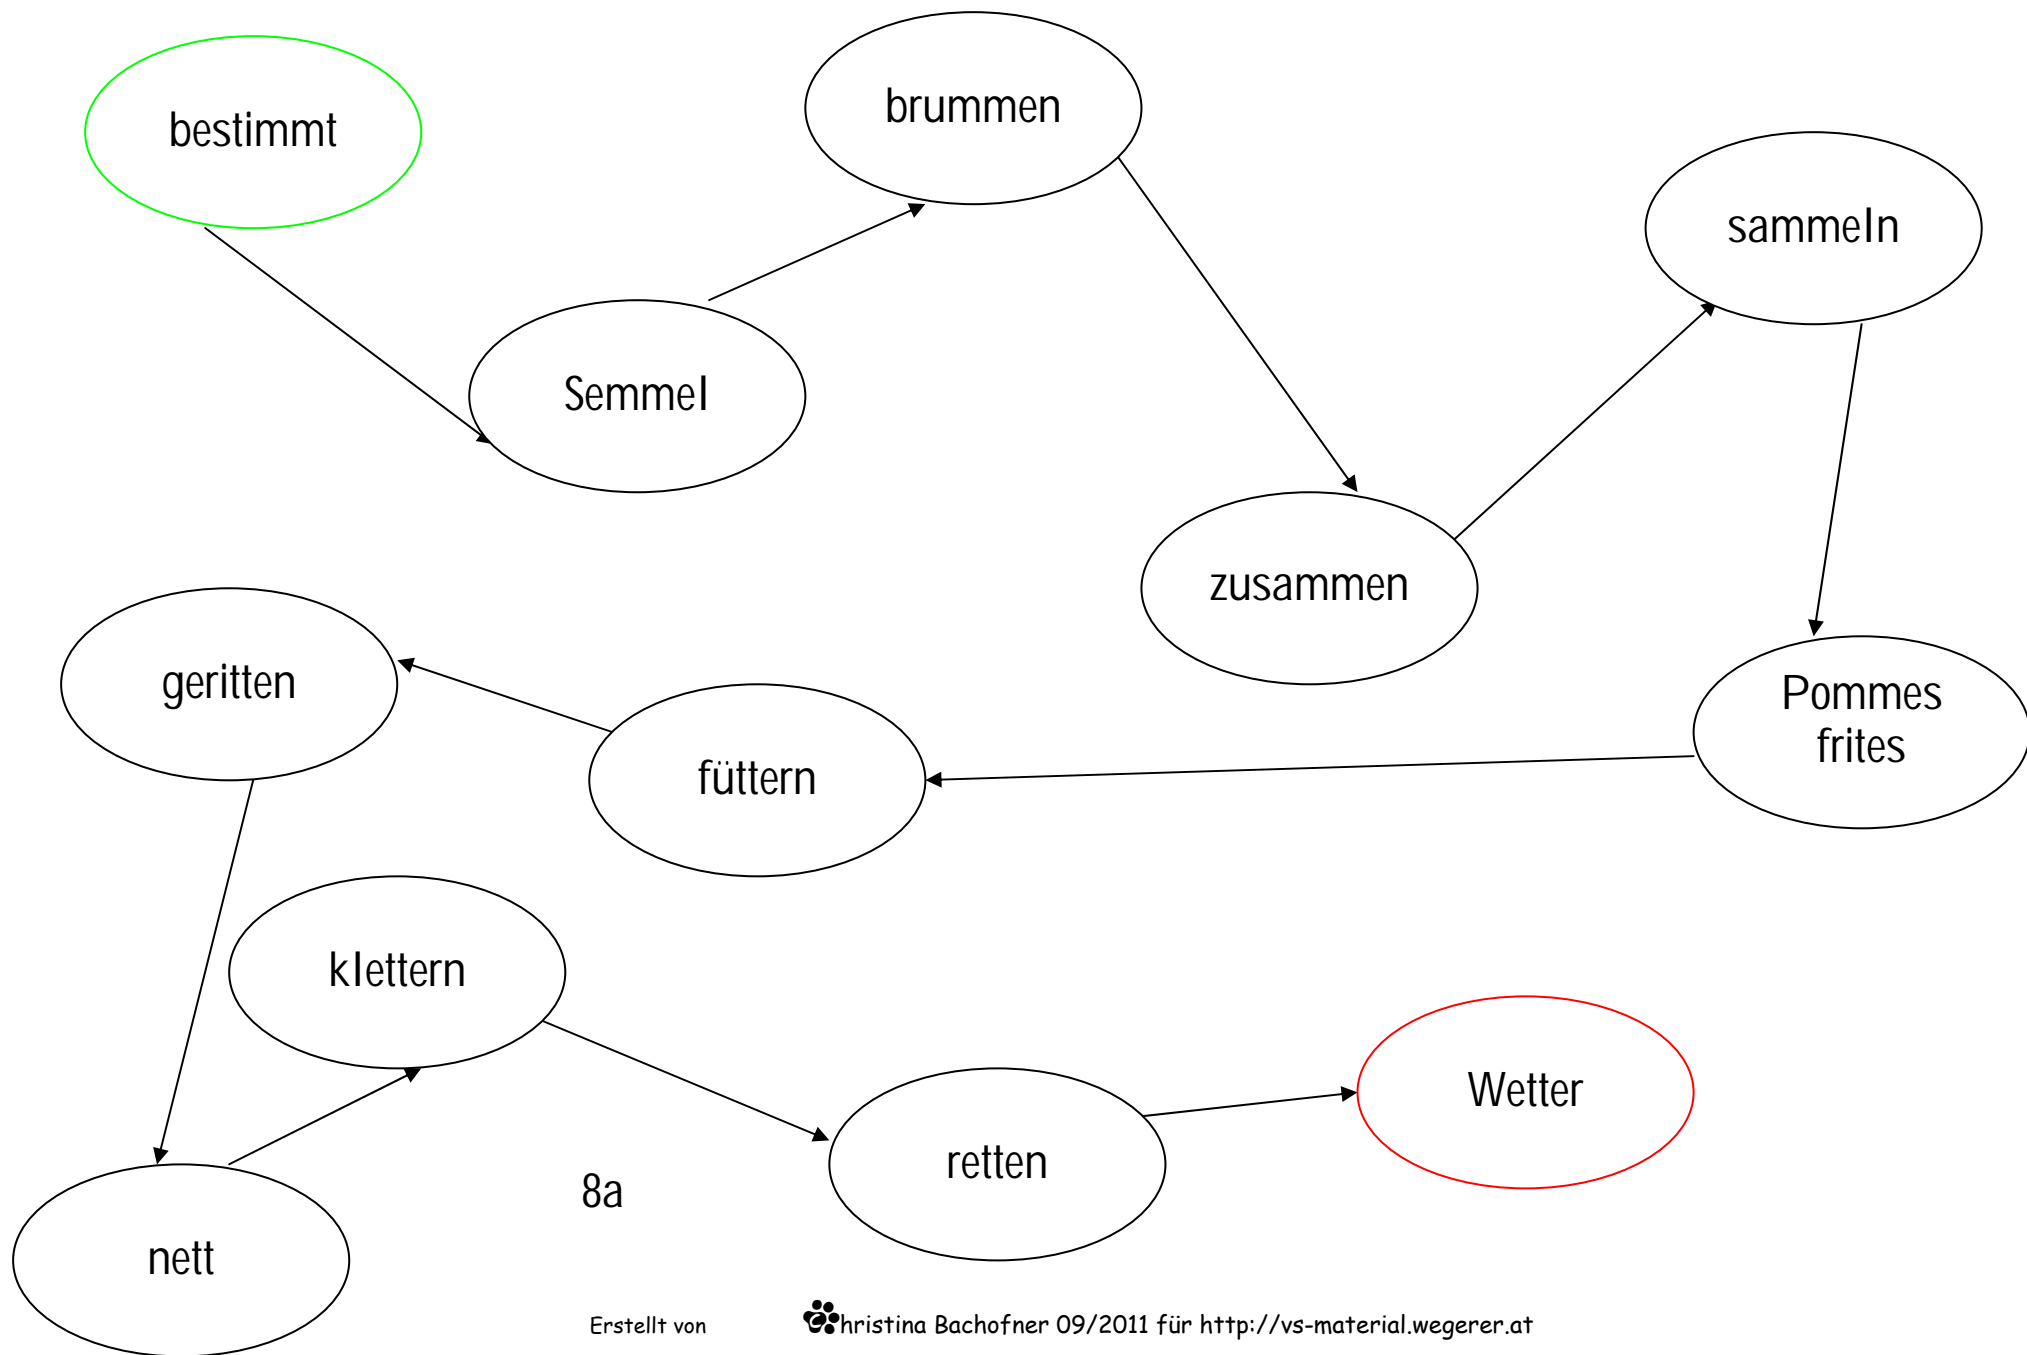 bestimmt
brummen
sammeln
Semmel
zusammen
Pommes
frites
geritten
füttern
klettern
Wetter
retten
8a
nett
Erstellt von Christina Bachofner 09/2011 für http://vs-material.wegerer.at